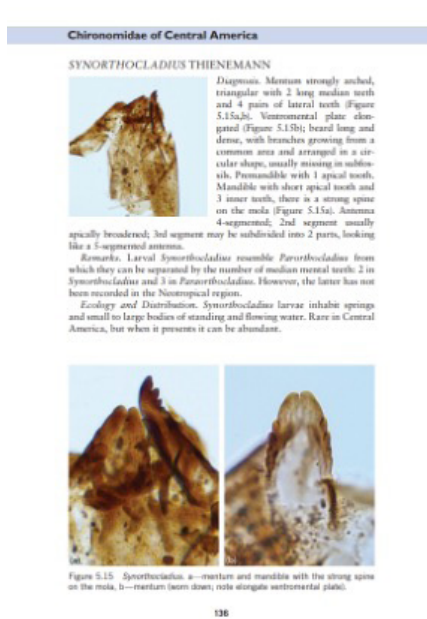 Chironomidae of Central America
SYNORTHOCLADIUS THIENEMANN
Diagnosis. Mentum strongly arched,
triangular with 2 long median teeth
and 4 pairs of lateral teeth (Figure
5.15a,b). Ventromental plate elon-
gated (Figure 5.15b); beard long and
dense, with branches growing from a
common area and arranged in a cir-
cular shape, usually missing in subfos-
sils. Premandible with 1 apical tooth.
Mandible with short apical tooth and
3 inner teeth, there is a strong spine
on the mola (Figure 5.15a). Antenna
4-segmented; 2nd segment usually
apically broadened; 3rd segment may be subdivided into 2 parts, looking
like a 5-segmented antenna.
Remarks. Larval Synorthocladius resemble Parorthocladius from
which they can be separated by the number of median mental teeth: 2 in
Synorthocladius and 3 in Paraorthocladius. However, the latter has not
been recorded in the Neotropical region.
Ecology and Distribution. Synorthocladius larvae inhabit springs
and small to large bodies of standing and flowing water. Rare in Central
America, but when it presents it can be abundant.
Figure 5.15 Synorthocladius. a—mentum and mandible with the strong spine
on the mola, b—mentum (worn down; note elongate ventromental plate).
136